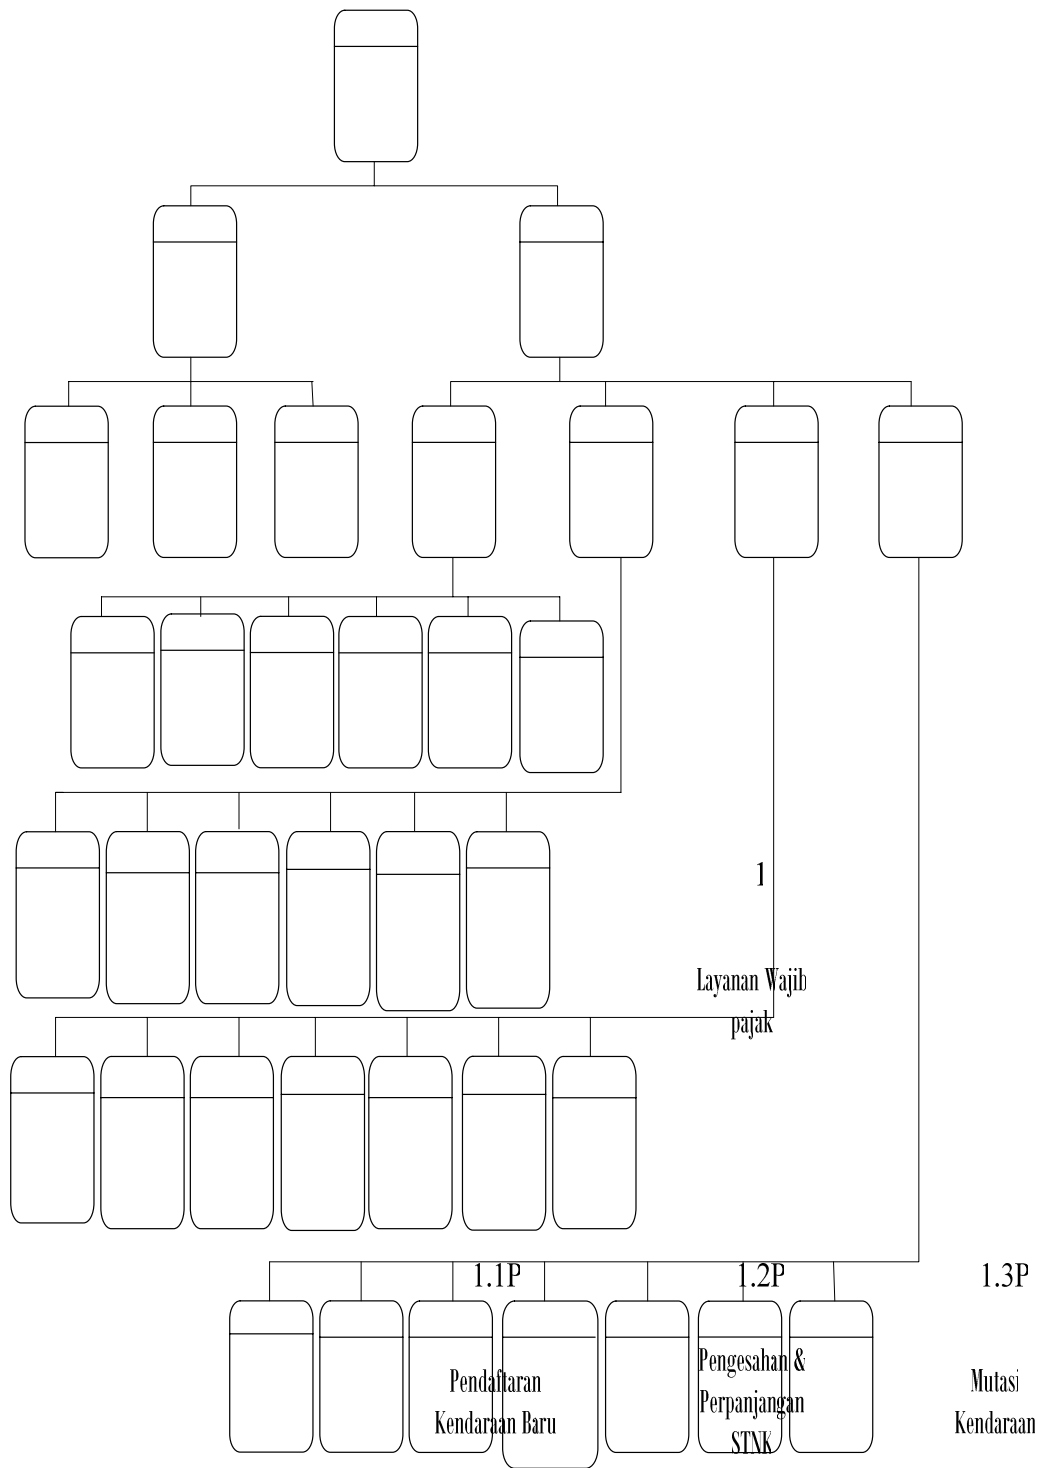 1
Layanan Wajib
pajak
1.1P
1.2P
1.3P
Pendaftaran
Kendaraan Baru
Pengesahan &
Perpanjangan
STNK
Mutasi
Kendaraan